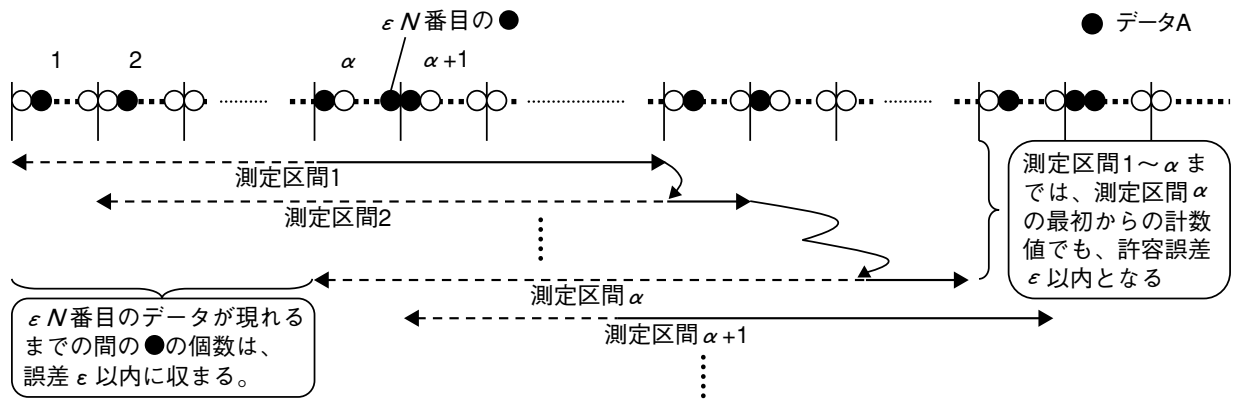 εN番目の●
● データA
1
2
α
α+1
測定区間1
測定区間2
測定区間α
測定区間α+1
測定区間1～αま
では、測定区間α
の最初からの計数
値でも、許容誤差
ε以内となる
εN番目のデータが現れる
までの間の●の個数は、
誤差ε以内に収まる。